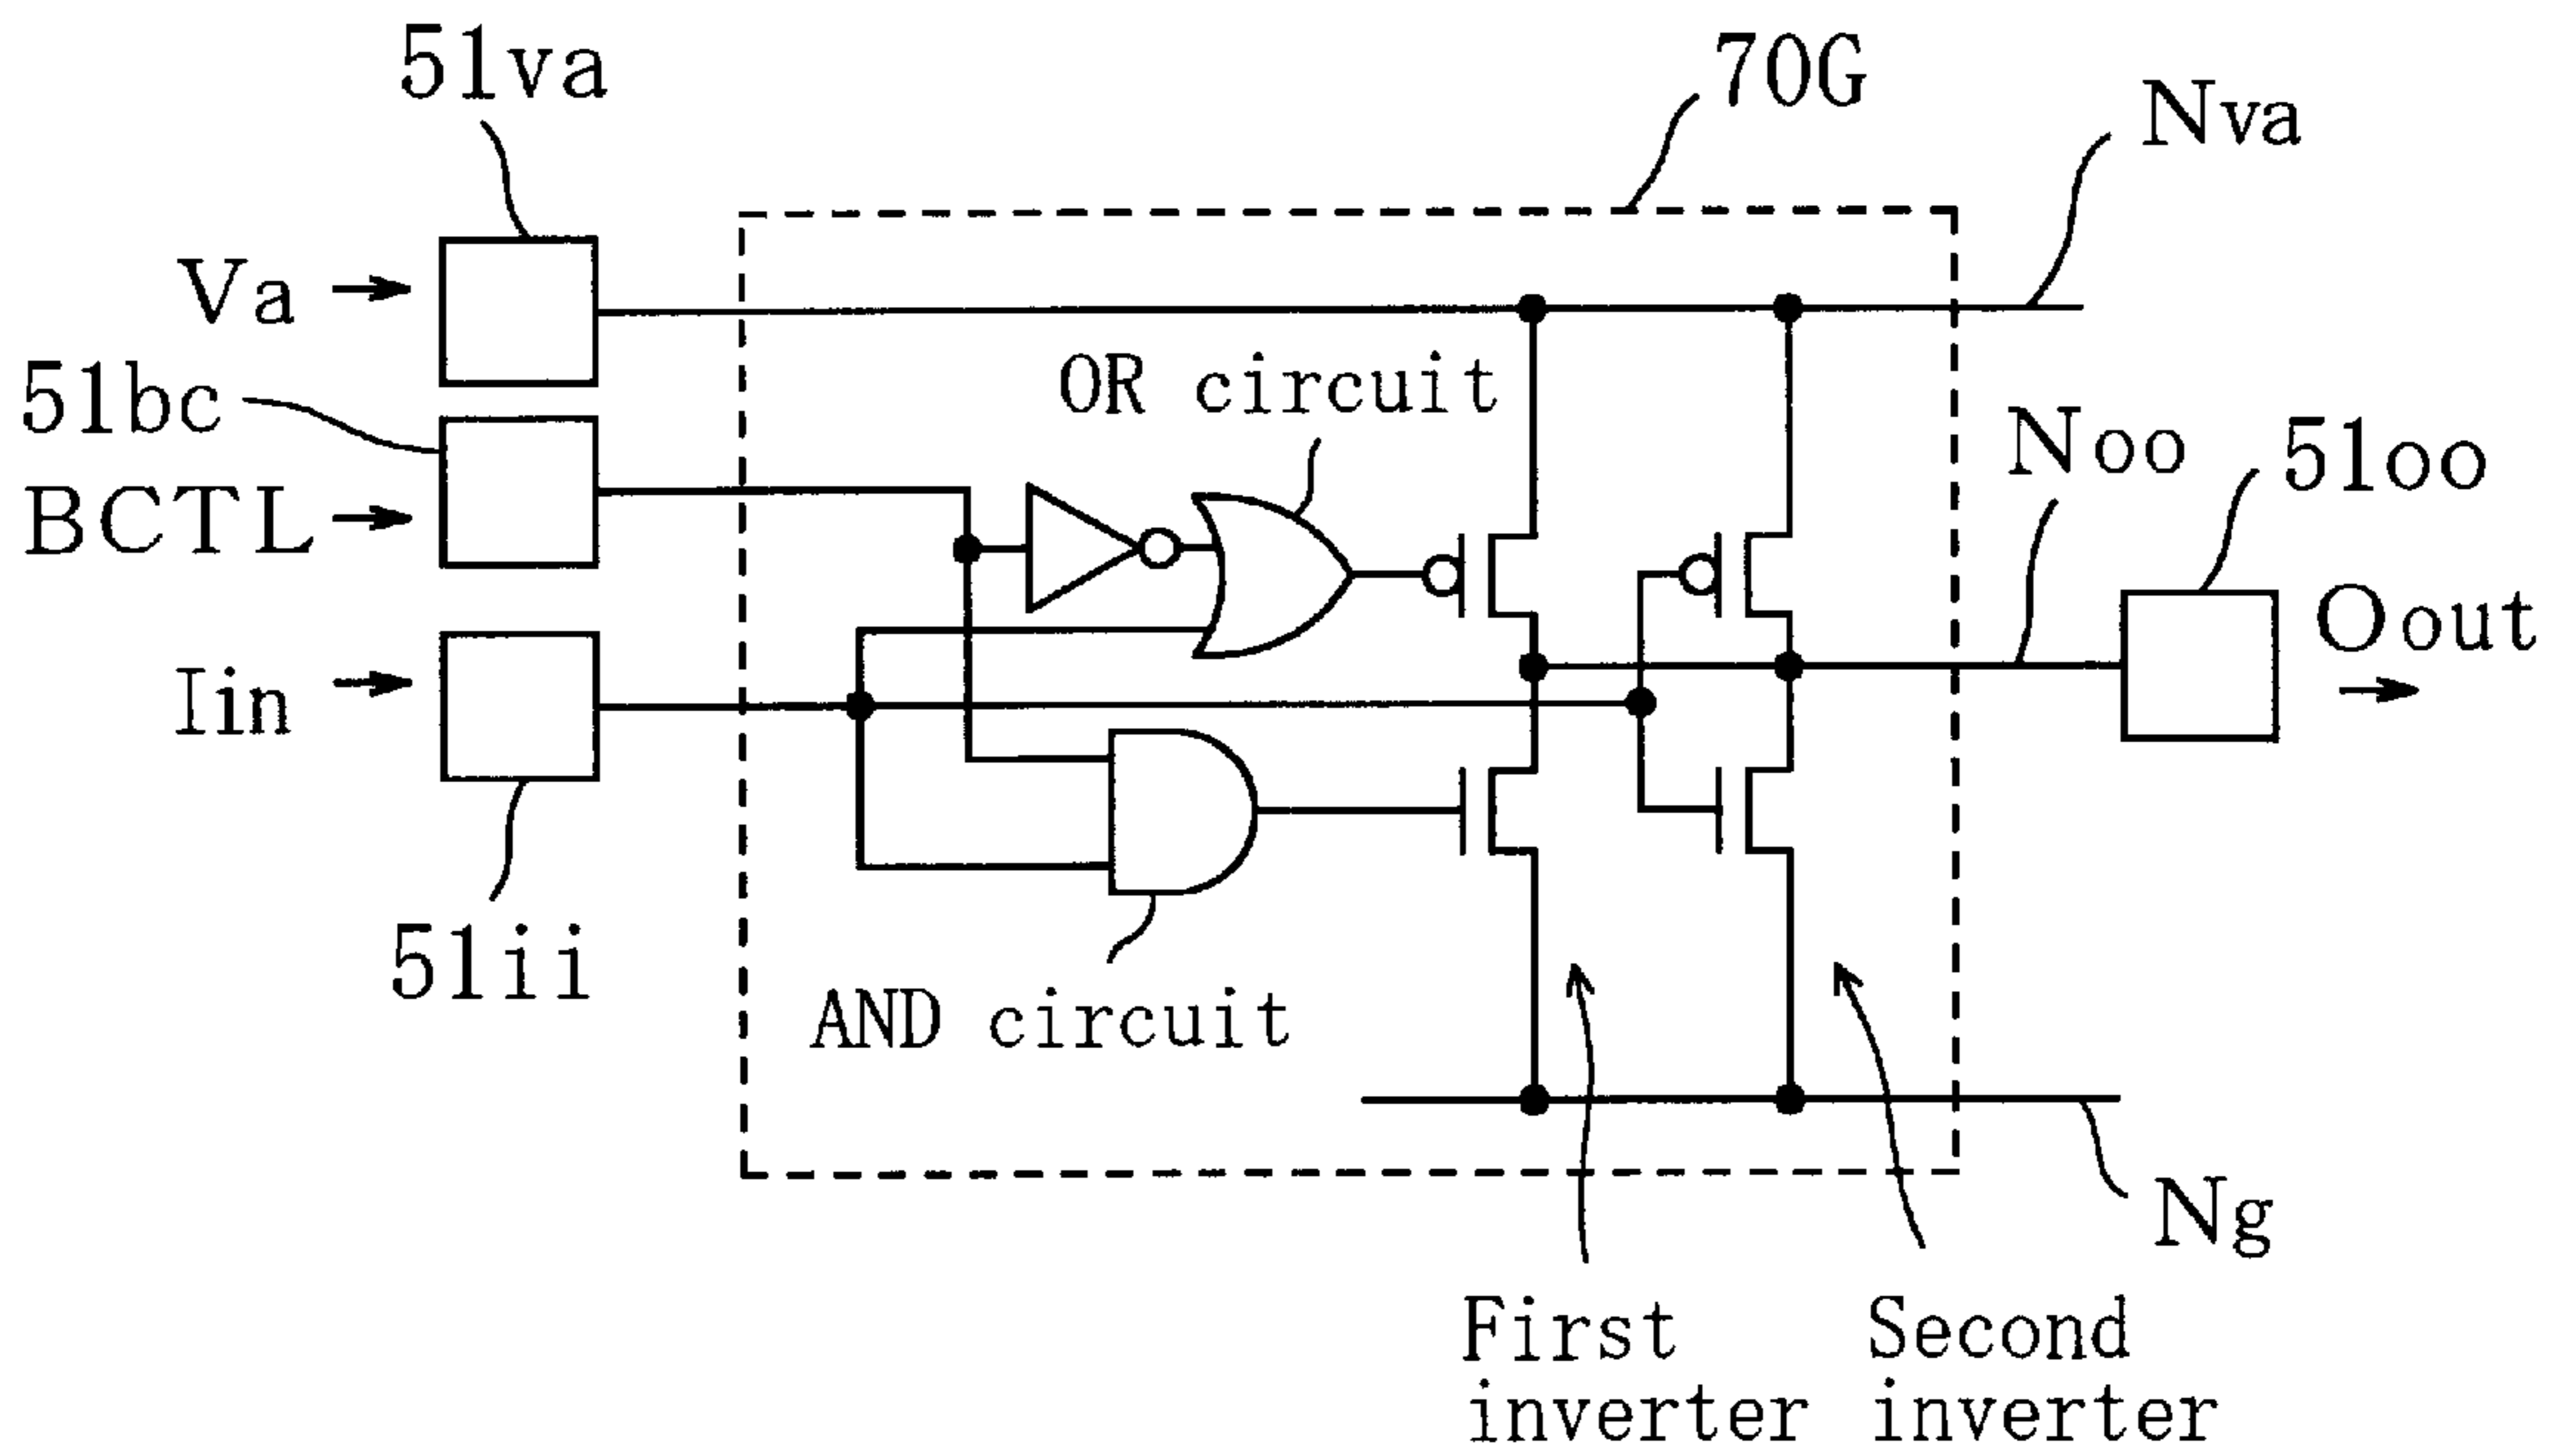 51va
70G
Nva
Va
51bc
OR circuit
Noo
51oo
BCTL
Oout
Iin
51ii
AND circuit
Ng
First
inverter
Second
inverter